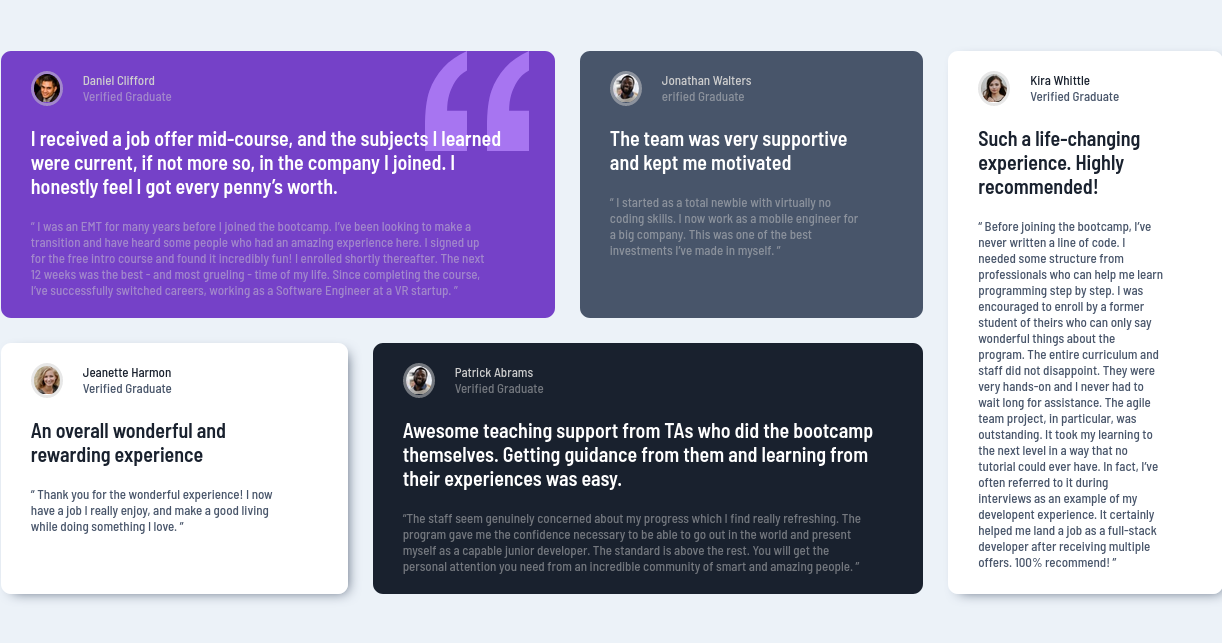 Daniel Clifford
Verified Graduate
I received a job offer mid-course, and the subjects I learned
were current, if not more so, in the company I joined. I
honestly feel I got every penny’s worth.
“ I was an EMT for many years before I joined the bootcamp. I’ve been looking to make a
transition and have heard some people who had an amazing experience here. I signed up
for the free intro course and found it incredibly fun! I enrolled shortly thereafter. The next
12 weeks was the best - and most grueling - time of my life. Since completing the course,
I’ve successfully switched careers, working as a Software Engineer at a VR startup. ”
Jonathan Walters
erified Graduate
The team was very supportive
and kept me motivated
“ I started as a total newbie with virtually no
coding skills. I now work as a mobile engineer for
a big company. This was one of the best
investments I’ve made in myself. ”
Kira Whittle
Verified Graduate
Such a life-changing
experience. Highly
recommended!
“ Before joining the bootcamp, I’ve
never written a line of code. I
needed some structure from
professionals who can help me learn
programming step by step. I was
encouraged to enroll by a former
student of theirs who can only say
wonderful things about the
program. The entire curriculum and
staff did not disappoint. They were
very hands-on and I never had to
wait long for assistance. The agile
team project, in particular, was
outstanding. It took my learning to
the next level in a way that no
tutorial could ever have. In fact, I’ve
often referred to it during
interviews as an example of my
developent experience. It certainly
helped me land a job as a full-stack
developer after receiving multiple
offers. 100% recommend! ”
Jeanette Harmon
Verified Graduate
An overall wonderful and
rewarding experience
“ Thank you for the wonderful experience! I now
have a job I really enjoy, and make a good living
while doing something I love. ”
Patrick Abrams
Verified Graduate
Awesome teaching support from TAs who did the bootcamp
themselves. Getting guidance from them and learning from
their experiences was easy.
“The staff seem genuinely concerned about my progress which I find really refreshing. The
program gave me the confidence necessary to be able to go out in the world and present
myself as a capable junior developer. The standard is above the rest. You will get the
personal attention you need from an incredible community of smart and amazing people. ”